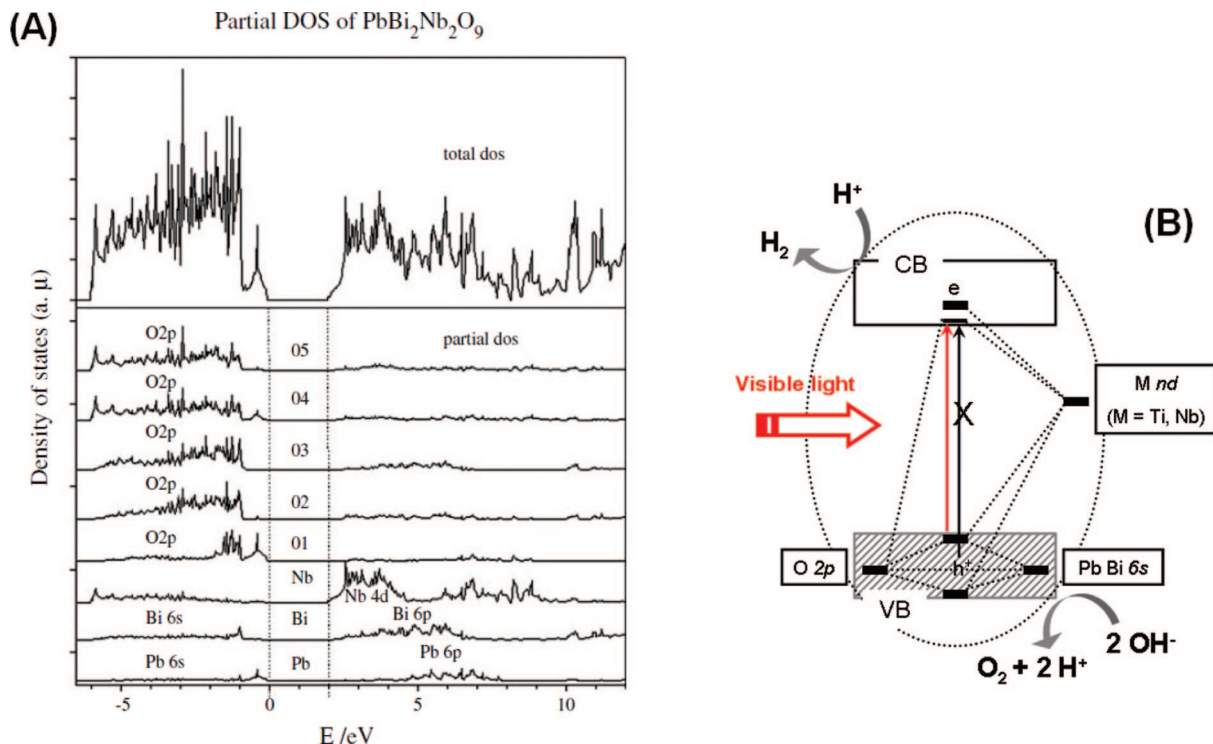 (A)
Partial DOS of PbBi₂Nb₂O₉
Density of states (a. μ)
total dos
partial dos
O2p
05
O2p
04
O2p
03
O2p
02
O2p
01
Nb
Nb 4d
Bi 6s
Bi
Bi 6p
Pb 6s
Pb
Pb 6p
-5
0
5
10
E /eV
(B)
H⁺
H₂
CB
e
Visible light
X
M nd
(M = Ti, Nb)
O 2p
h⁺
Pb Bi 6s
VB
2 OH⁻
O₂ + 2 H⁺